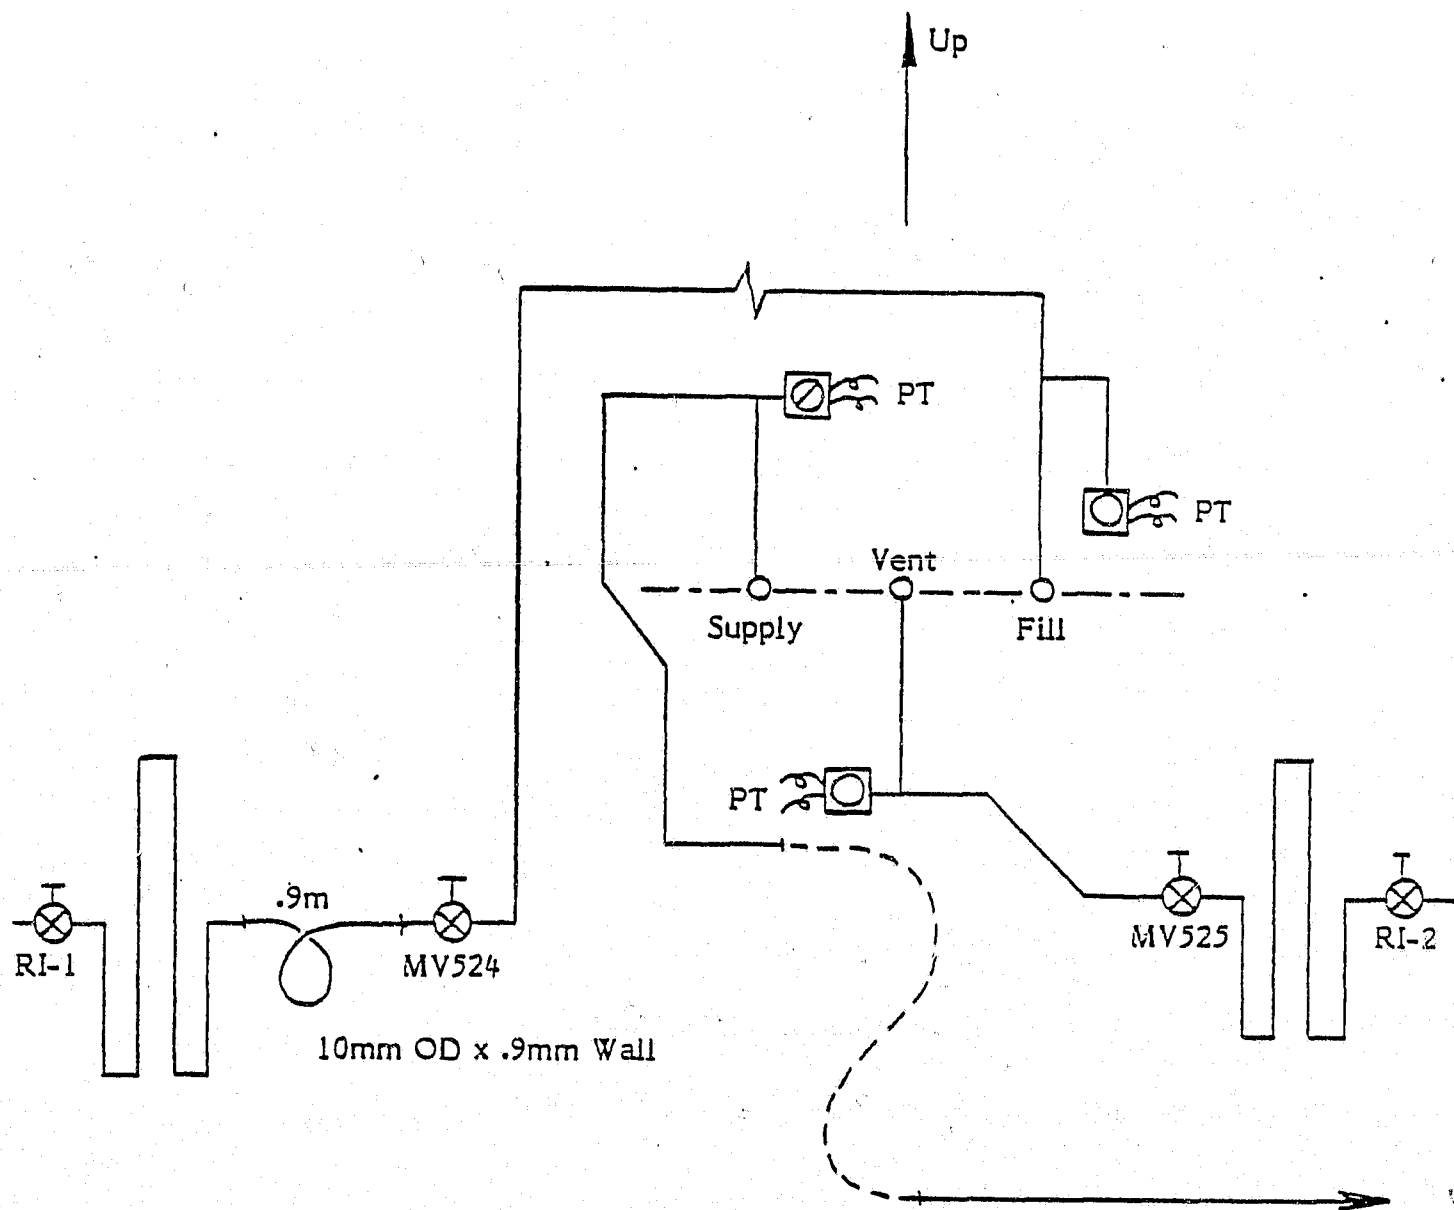 Up
PT
PT
Vent
Supply
Fill
PT
.9m
RI-1
MV524
MV525
RI-2
10mm OD x .9mm Wall